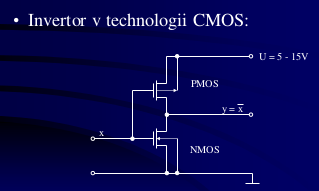 • Invertor v technologii CMOS:
U = 5 - 15V
PMOS
y = x̅
x
NMOS